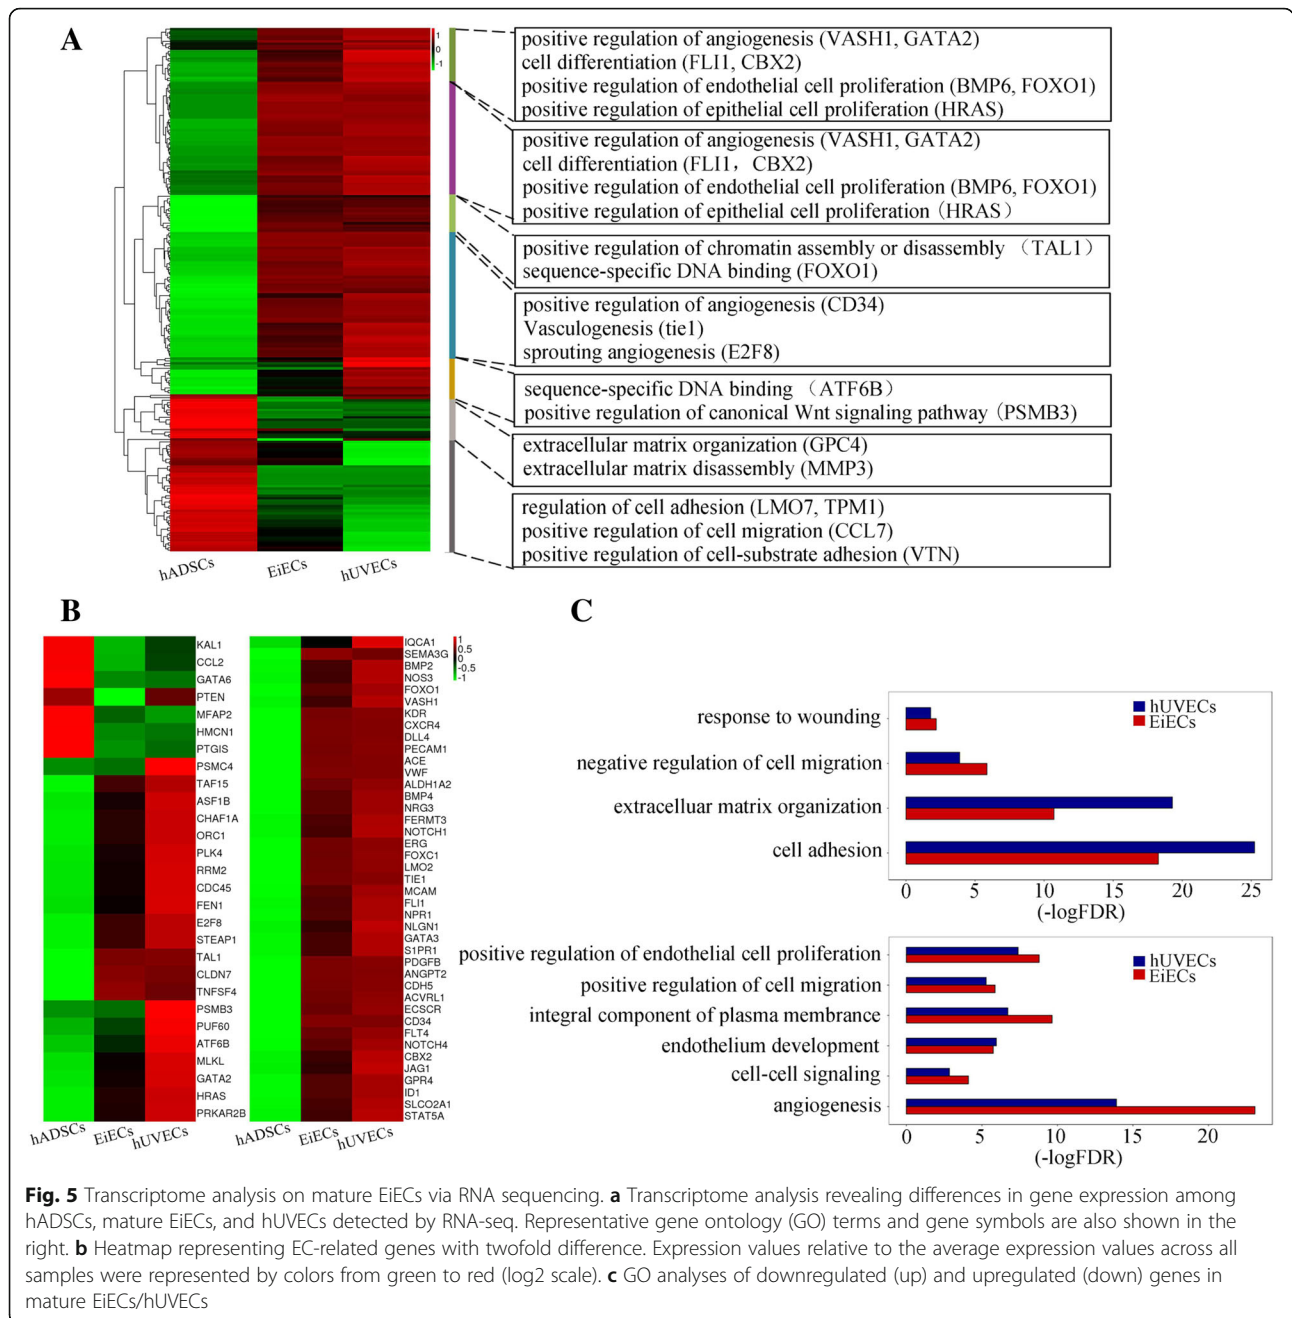 A
1
0
-1
positive regulation of angiogenesis (VASH1, GATA2)
cell differentiation (FLI1, CBX2)
positive regulation of endothelial cell proliferation (BMP6, FOXO1)
positive regulation of epithelial cell proliferation (HRAS)
positive regulation of angiogenesis (VASH1, GATA2)
cell differentiation (FLI1，CBX2)
positive regulation of endothelial cell proliferation (BMP6, FOXO1)
positive regulation of epithelial cell proliferation（HRAS）
positive regulation of chromatin assembly or disassembly （TAL1）
sequence-specific DNA binding (FOXO1)
positive regulation of angiogenesis (CD34)
Vasculogenesis (tie1)
sprouting angiogenesis (E2F8)
sequence-specific DNA binding （ATF6B）
positive regulation of canonical Wnt signaling pathway（PSMB3）
extracellular matrix organization (GPC4)
extracellular matrix disassembly (MMP3)
regulation of cell adhesion (LMO7, TPM1)
positive regulation of cell migration (CCL7)
positive regulation of cell-substrate adhesion (VTN)
hADSCs EiECs hUVECs
B
KAL1
CCL2
GATA6
PTEN
MFAP2
HMCN1
PTGIS
PSMC4
TAF15
ASF1B
CHAF1A
ORC1
PLK4
RRM2
CDC45
FEN1
E2F8
STEAP1
TAL1
CLDN7
TNFSF4
PSMB3
PUF60
ATF6B
MLKL
GATA2
HRAS
PRKAR2B
hADSCs EiECs hUVECs
IQCA1
SEMA3G
BMP2
NOS3
FOXO1
VASH1
KDR
CXCR4
DLL4
PECAM1
ACE
VWF
ALDH1A2
BMP4
NRG3
FERMT3
NOTCH1
ERG
FOXC1
LMO2
TIE1
MCAM
FLI1
NPR1
NLGN1
GATA3
S1PR1
PDGFB
ANGPT2
CDH5
ACVRL1
ECSCR
CD34
FLT4
NOTCH4
CBX2
JAG1
GPR4
ID1
SLCO2A1
STAT5A
1
0.5
0
-0.5
-1
hADSCs EiECs hUVECs
C
hUVECs
EiECs
response to wounding
negative regulation of cell migration
extracelluar matrix organization
cell adhesion
0 5 10 15 20 25
(-logFDR)
hUVECs
EiECs
positive regulation of endothelial cell proliferation
positive regulation of cell migration
integral component of plasma membrance
endothelium development
cell-cell signaling
angiogenesis
0 5 10 15 20
(-logFDR)
Fig. 5 Transcriptome analysis on mature EiECs via RNA sequencing. a Transcriptome analysis revealing differences in gene expression among
hADSCs, mature EiECs, and hUVECs detected by RNA-seq. Representative gene ontology (GO) terms and gene symbols are also shown in the
right. b Heatmap representing EC-related genes with twofold difference. Expression values relative to the average expression values across all
samples were represented by colors from green to red (log2 scale). c GO analyses of downregulated (up) and upregulated (down) genes in
mature EiECs/hUVECs